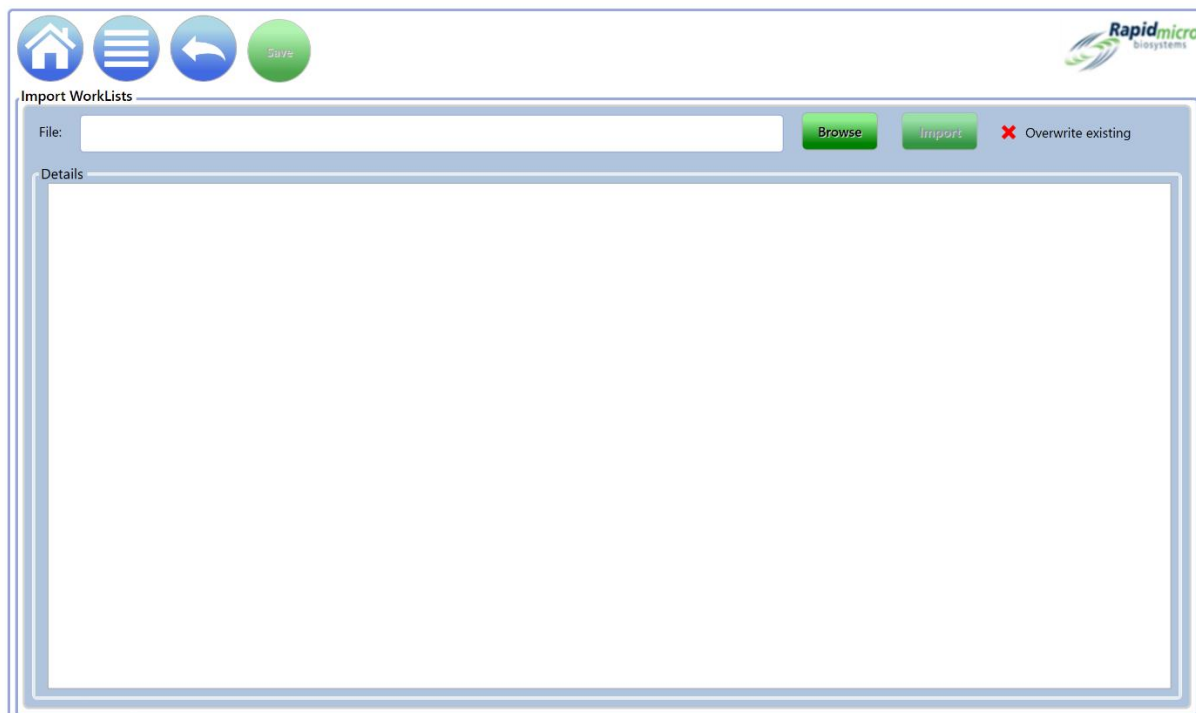 Save
Rapidmicro
biosystems
Import WorkLists
File:
Browse
Import
Overwrite existing
Details